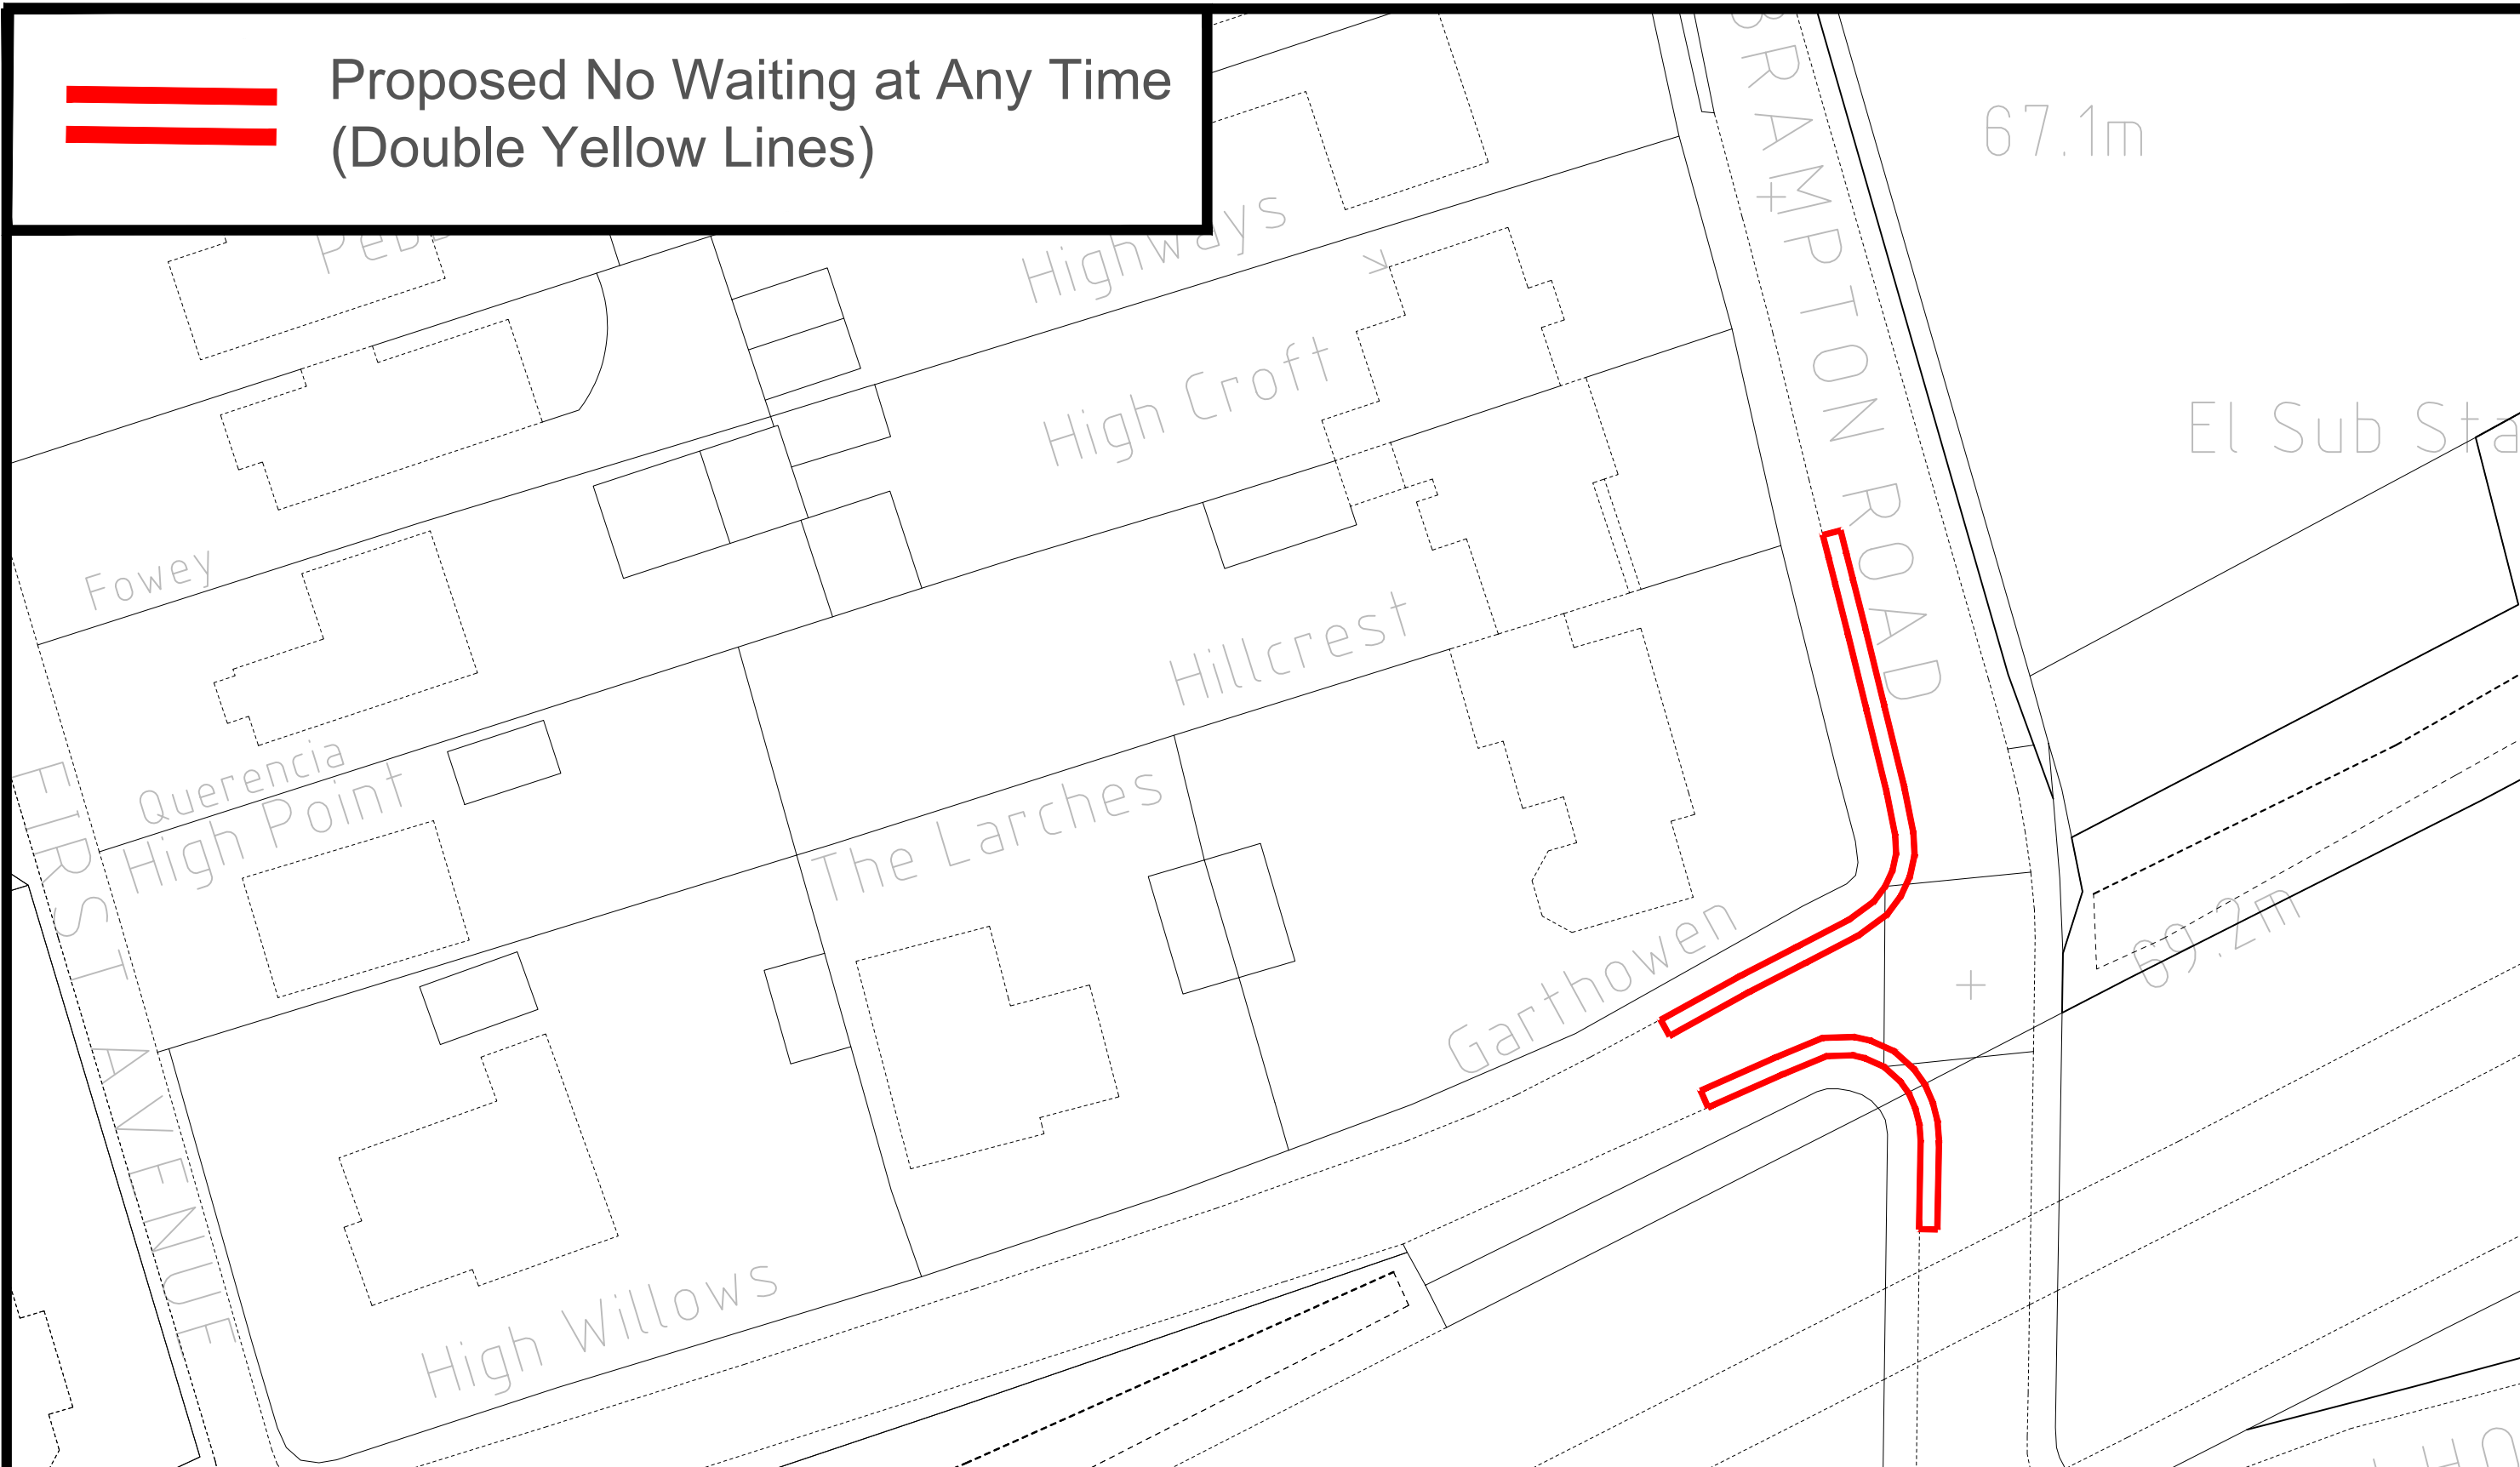 Proposed No Waiting at Any Time
(Double Yellow Lines)
BRAMPTON ROAD
67.1m
Highways
High Croft
El Sub Sta
Fowey
Hillcrest
Querencia
High Point
The Larches
FIRST AVENUE
Garthowen
69.2m
High Willows